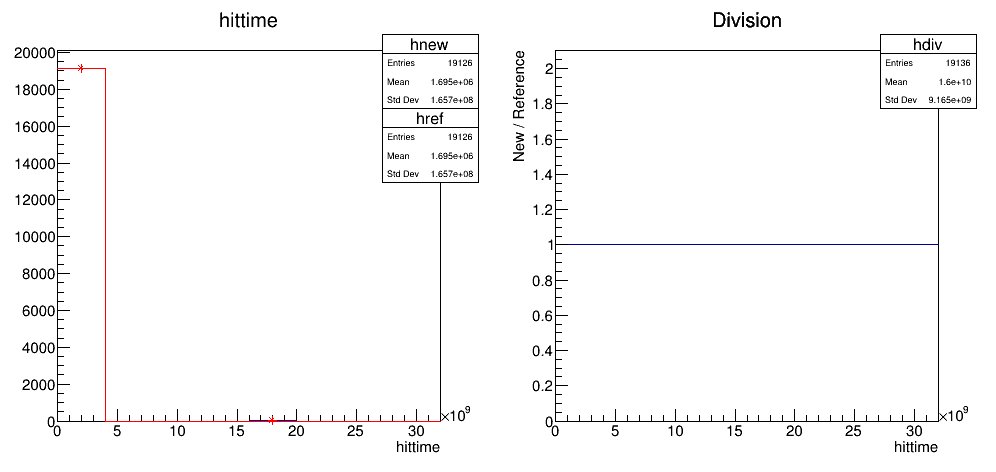 hittime
hnew
Entries 19126
Mean 1.695e+06
Std Dev 1.657e+08
href
Entries 19126
Mean 1.695e+06
Std Dev 1.657e+08
20000
18000
16000
14000
12000
10000
8000
6000
4000
2000
0
0 5 10 15 20 25 30
×10⁹
hittime
Division
hdiv
Entries 19136
Mean 1.6e+10
Std Dev 9.165e+09
New / Reference
2
1.8
1.6
1.4
1.2
1
0.8
0.6
0.4
0.2
0
0 5 10 15 20 25 30
×10⁹
hittime